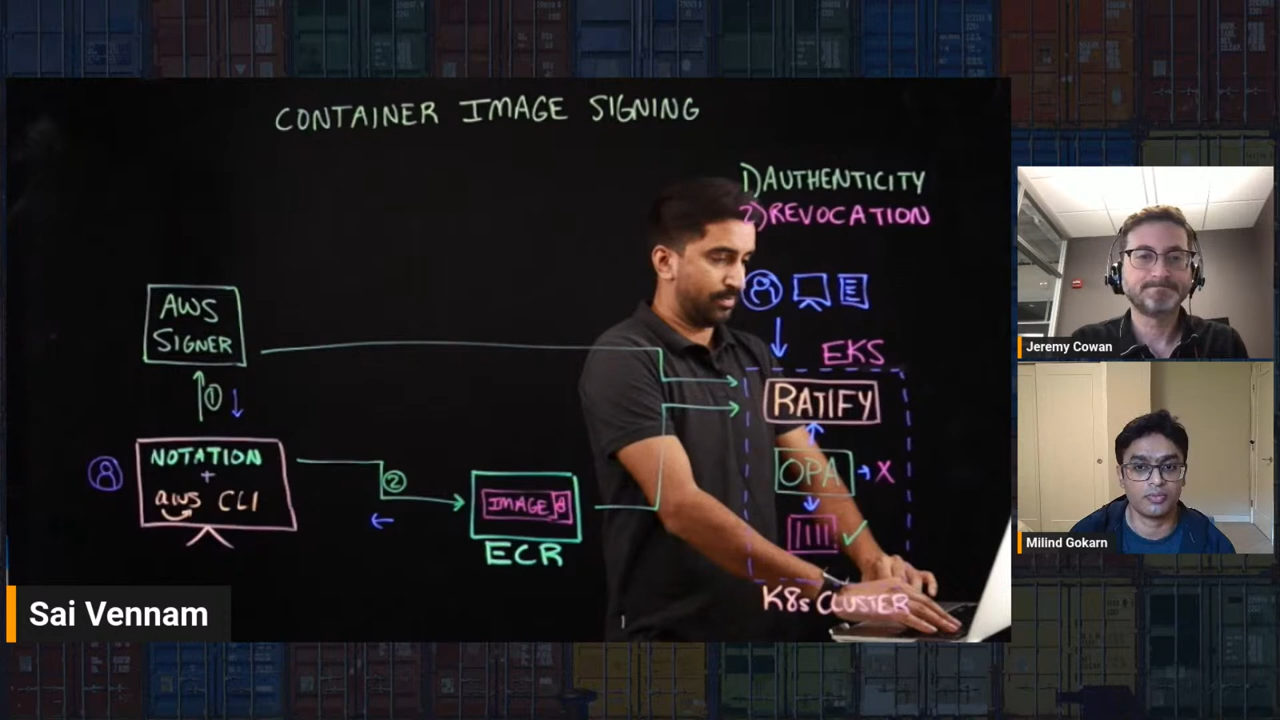 CONTAINER IMAGE SIGNING
1) AUTHENTICITY
2) REVOCATION
AWS
SIGNER
1
NOTATION
+
aws CLI
2
IMAGE
ECR
EKS
RATIFY
OPA
X
K8s CLUSTER
Sai Vennam
Jeremy Cowan
Milind Gokarn